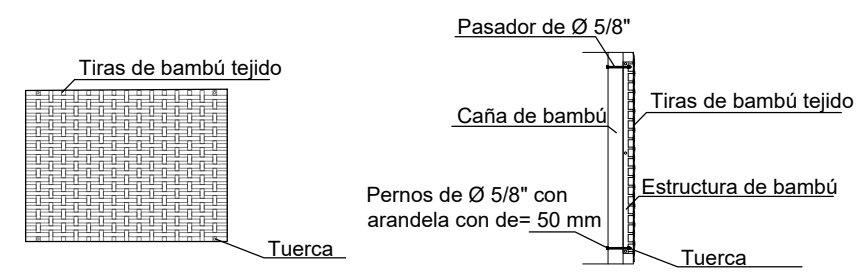 Tiras de bambú tejido
Tuerca
Pasador de Ø 5/8"
Caña de bambú
Tiras de bambú tejido
Pernos de Ø 5/8" con
arandela con de= 50 mm
Estructura de bambú
Tuerca